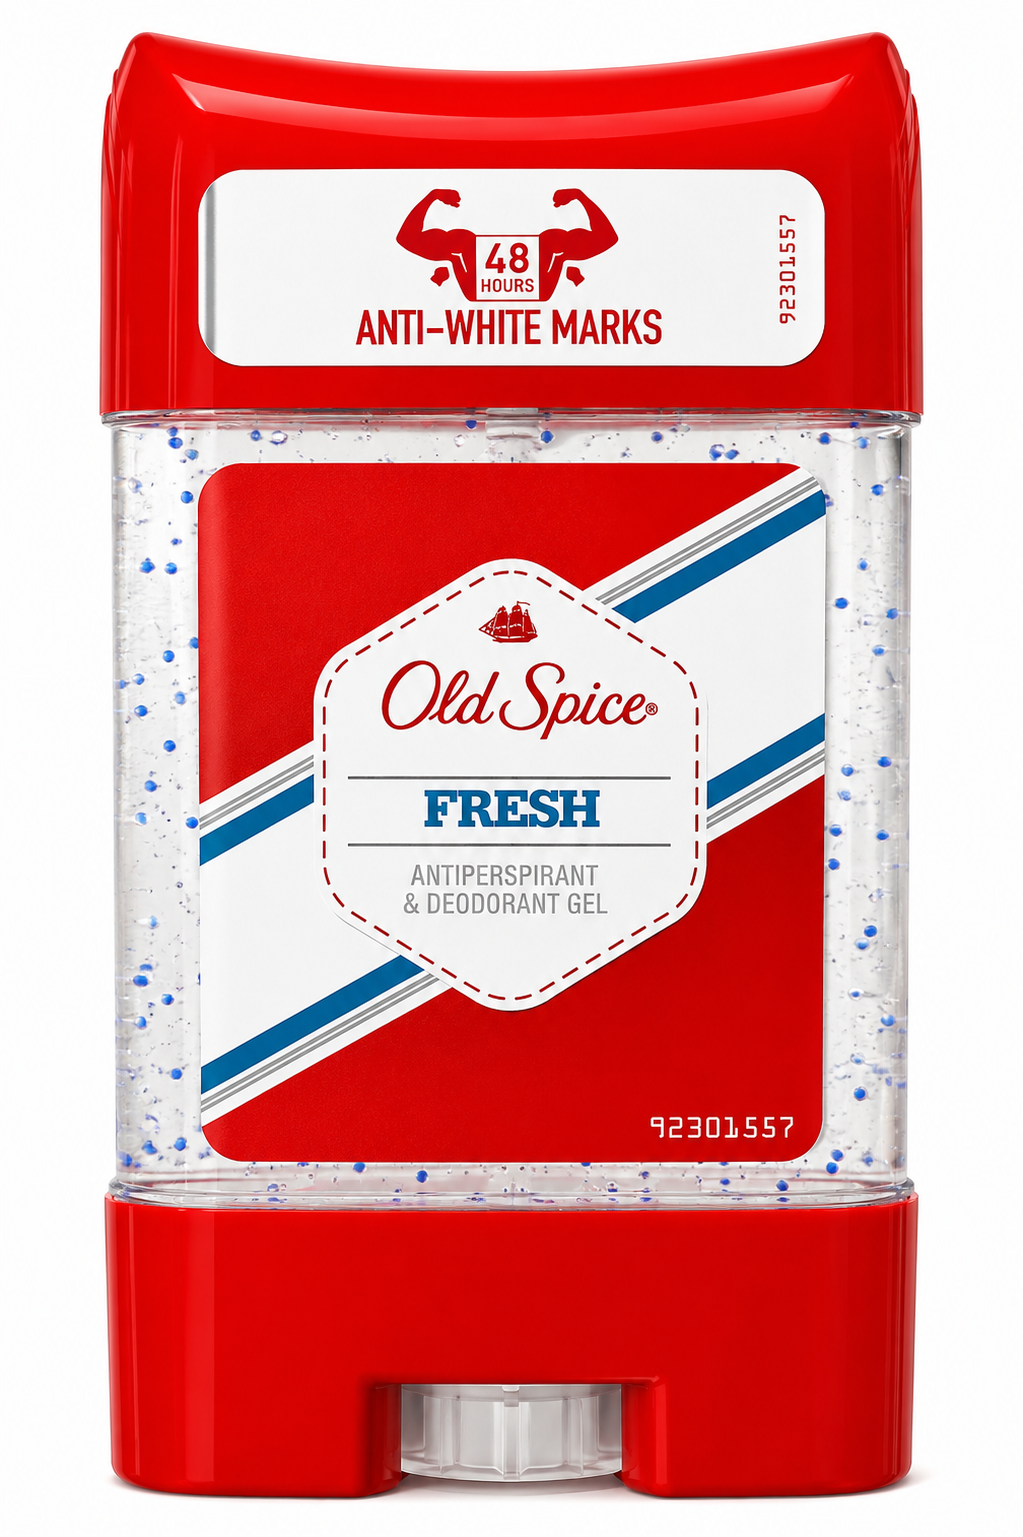 48
HOURS
ANTI-WHITE MARKS
92301557
Old Spice®
FRESH
ANTIPERSPIRANT
& DEODORANT GEL
92301557